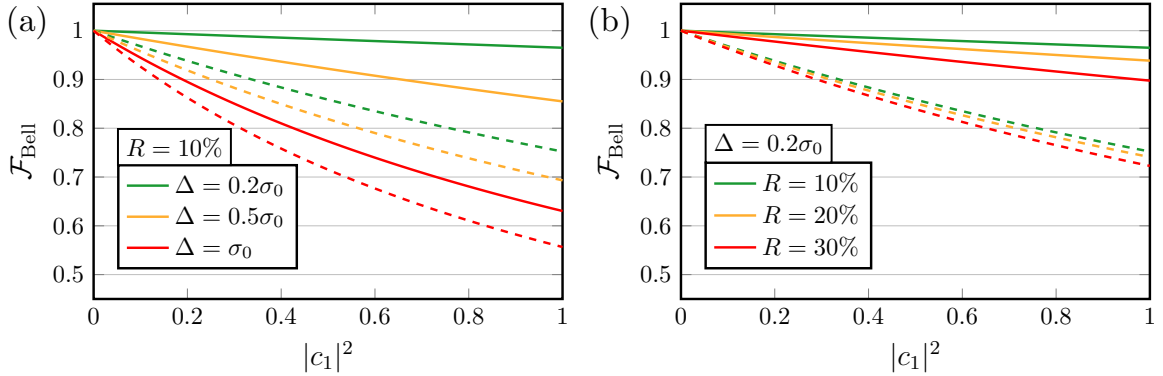 (a)
1
0.9
0.8
0.7
0.6
0.5
𝓕_Bell
R = 10%
Δ = 0.2σ₀
Δ = 0.5σ₀
Δ = σ₀
0 0.2 0.4 0.6 0.8 1
|c₁|²
(b)
1
0.9
0.8
0.7
0.6
0.5
𝓕_Bell
Δ = 0.2σ₀
R = 10%
R = 20%
R = 30%
0 0.2 0.4 0.6 0.8 1
|c₁|²